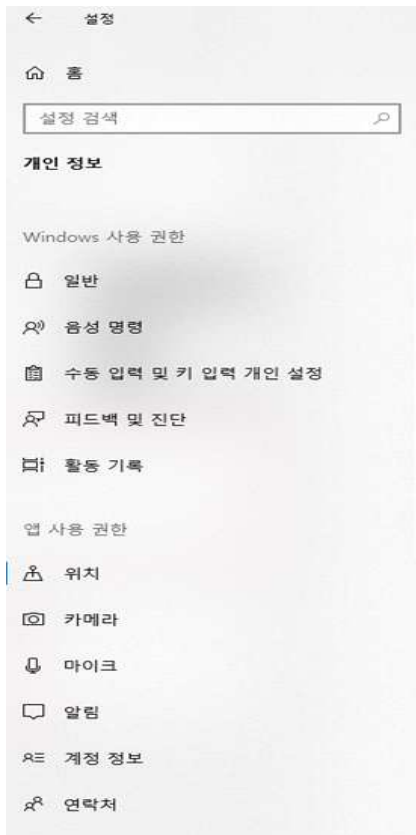 설정
홈
설정 검색
개인 정보
Windows 사용 권한
일반
음성 명령
수동 입력 및 키 입력 개인 설정
피드백 및 진단
활동 기록
앱 사용 권한
위치
카메라
마이크
알림
계정 정보
연락처